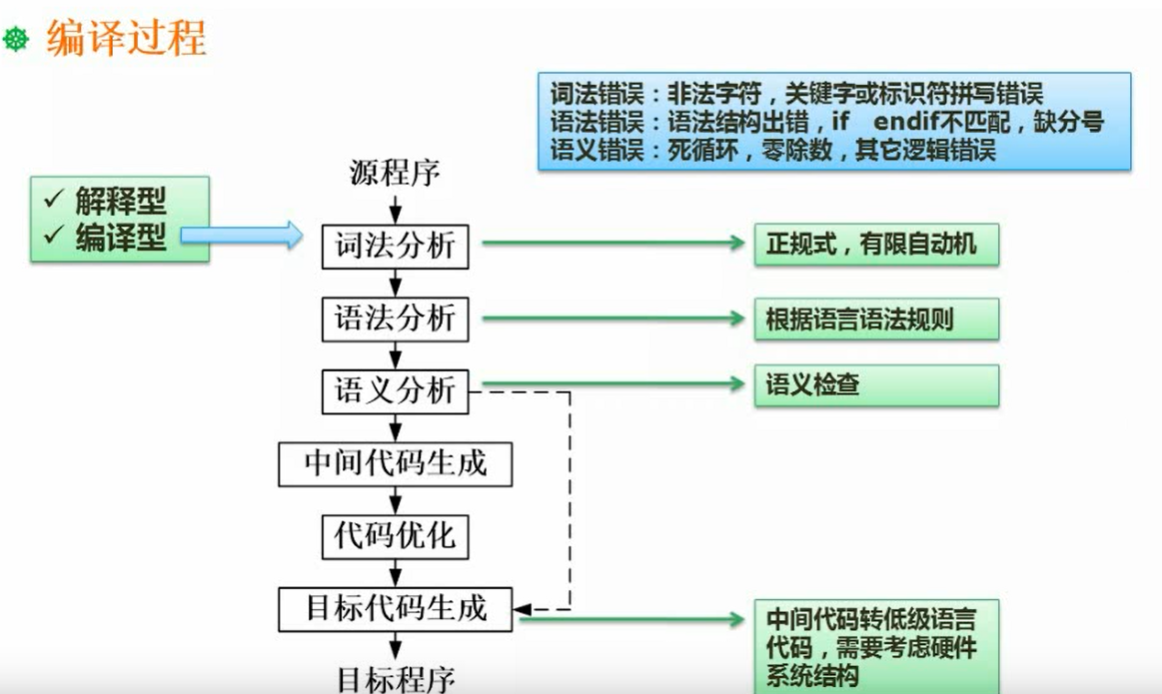 编译过程
词法错误：非法字符，关键字或标识符拼写错误
语法错误：语法结构出错，if endif不匹配，缺分号
语义错误：死循环，零除数，其它逻辑错误
源程序
✓ 解释型
✓ 编译型
词法分析
正规式，有限自动机
语法分析
根据语言语法规则
语义分析
语义检查
中间代码生成
代码优化
目标代码生成
中间代码转低级语言
代码，需要考虑硬件
系统结构
目标程序